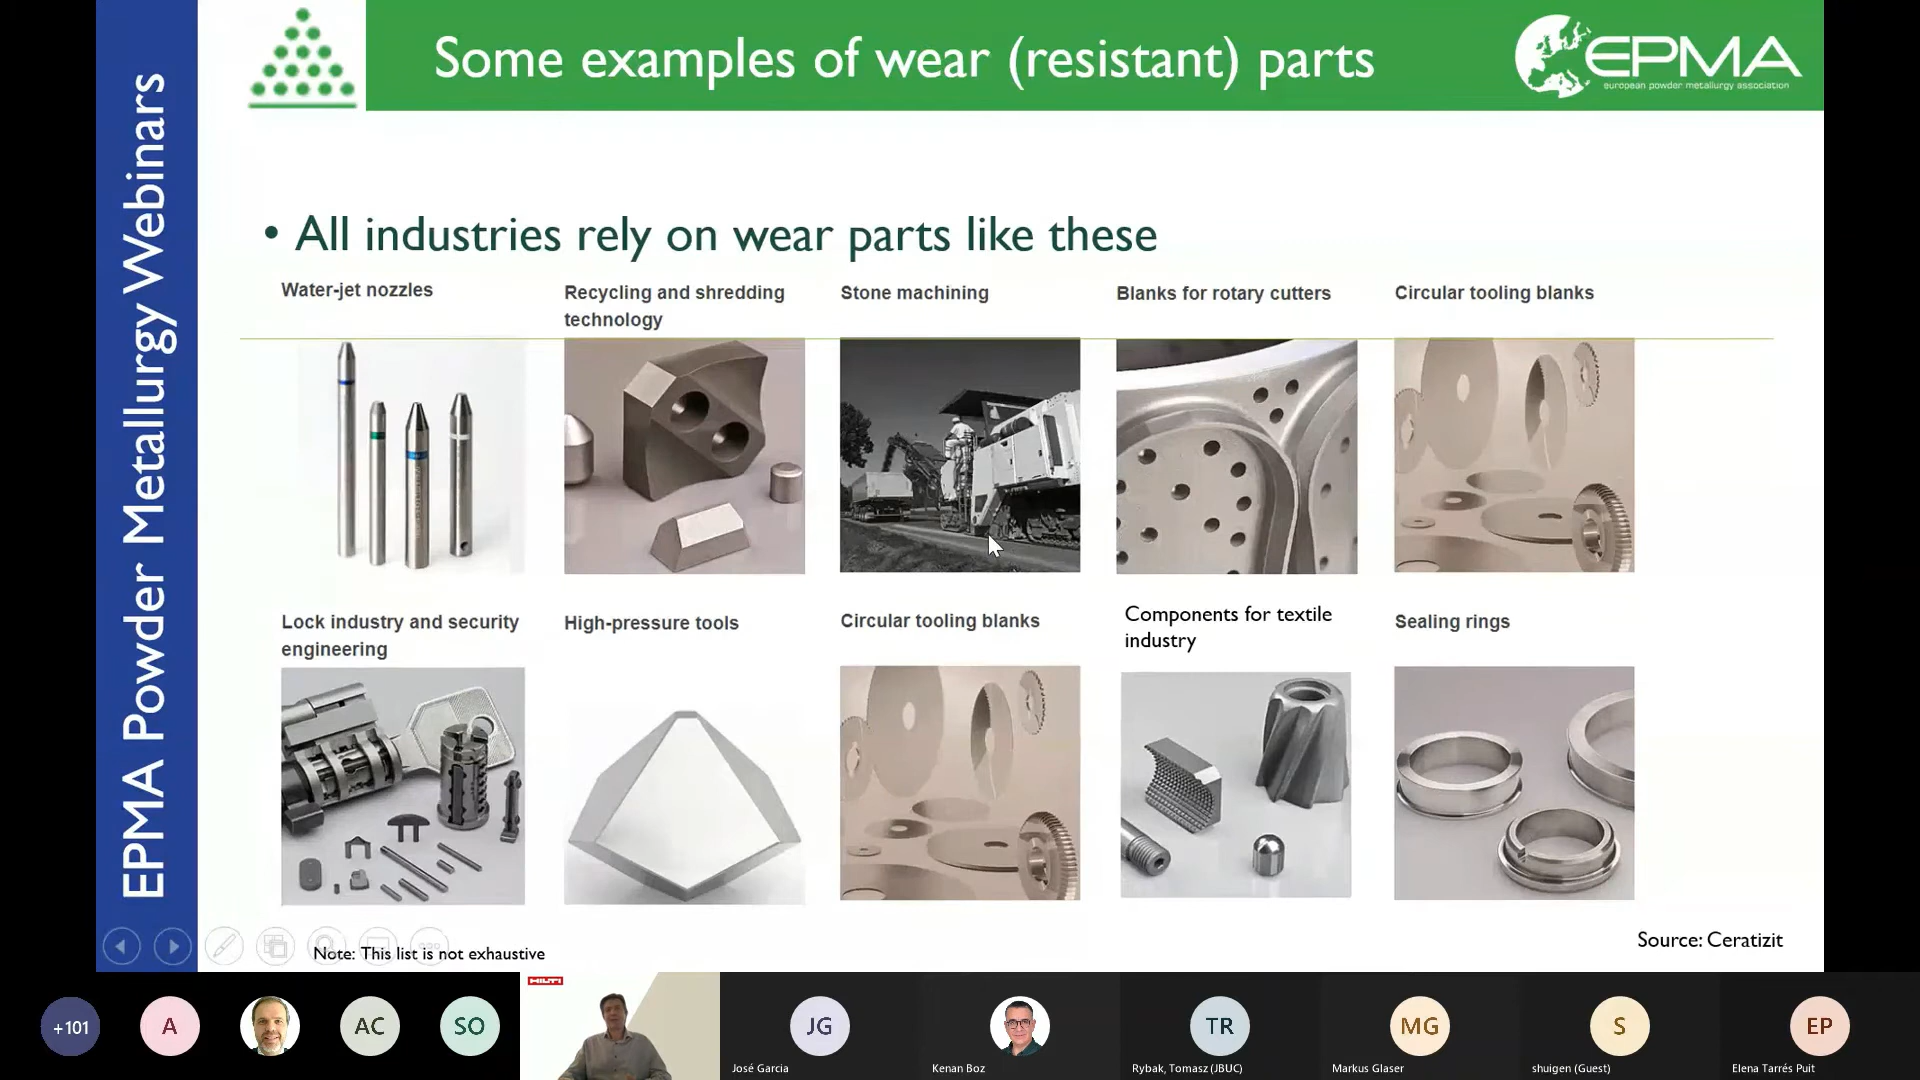 EPMA Powder Metallurgy Webinars
Some examples of wear (resistant) parts
EPMA
european powder metallurgy association
• All industries rely on wear parts like these
Water-jet nozzles
Recycling and shredding
technology
Stone machining
Blanks for rotary cutters
Circular tooling blanks
Lock industry and security
engineering
High-pressure tools
Circular tooling blanks
Components for textile
industry
Sealing rings
Note: This list is not exhaustive
Source: Ceratizit
+101
A
AC
SO
HILTI
JG
José Garcia
Kenan Boz
TR
Rybak, Tomasz (JBUC)
MG
Markus Glaser
S
shuigen (Guest)
EP
Elena Tarrés Puit